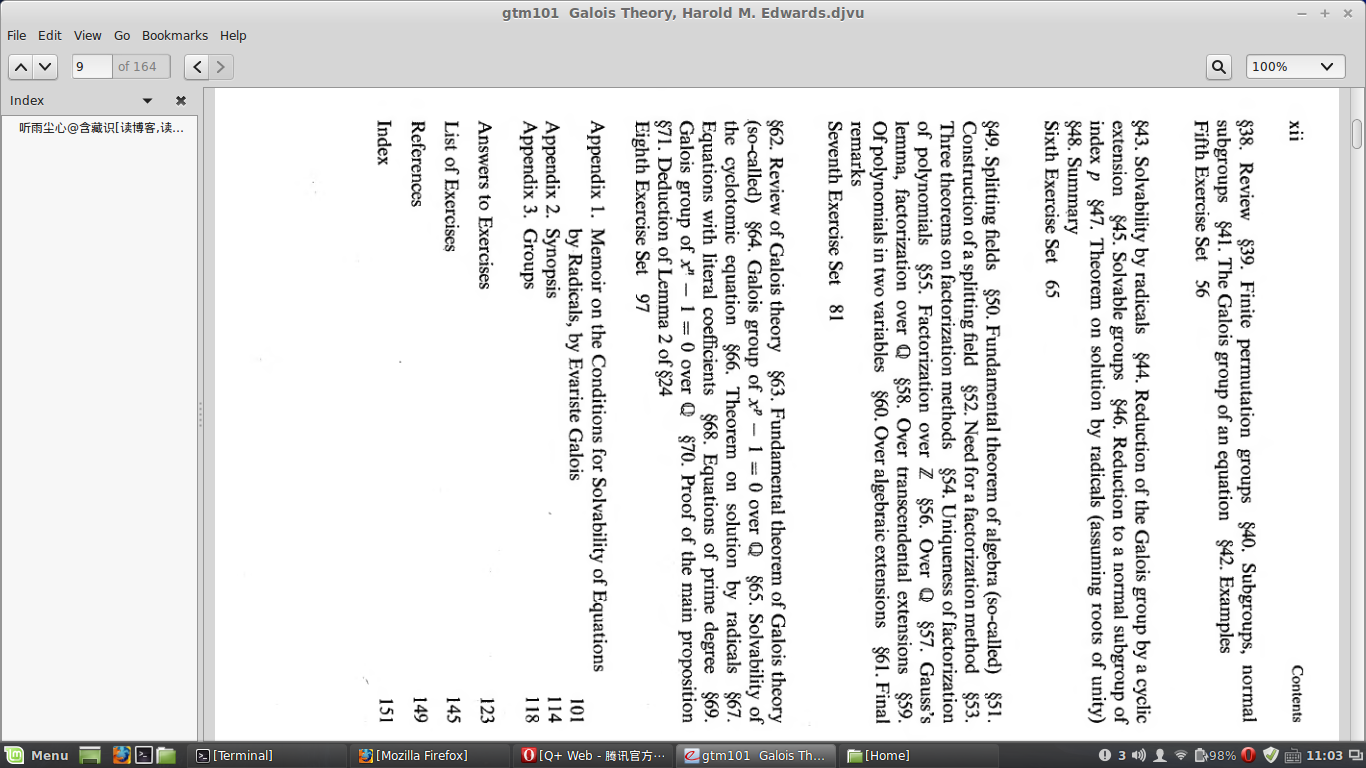 gtm101 Galois Theory, Harold M. Edwards.djvu
File Edit View Go Bookmarks Help
9 of 164
100%
Index
听雨尘心@含藏识[读博客,读...
xii
Contents
§38. Review §39. Finite permutation groups §40. Subgroups, normal
subgroups §41. The Galois group of an equation §42. Examples
Fifth Exercise Set 56
§43. Solvability by radicals §44. Reduction of the Galois group by a cyclic
extension §45. Solvable groups §46. Reduction to a normal subgroup of
index p §47. Theorem on solution by radicals (assuming roots of unity)
§48. Summary
Sixth Exercise Set 65
§49. Splitting fields §50. Fundamental theorem of algebra (so-called) §51.
Construction of a splitting field §52. Need for a factorization method §53.
Three theorems on factorization methods §54. Uniqueness of factorization
of polynomials §55. Factorization over ℤ §56. Over ℚ §57. Gauss's
lemma, factorization over ℚ §58. Over transcendental extensions §59.
Of polynomials in two variables §60. Over algebraic extensions §61. Final
remarks
Seventh Exercise Set 81
§62. Review of Galois theory §63. Fundamental theorem of Galois theory
(so-called) §64. Galois group of xᵖ − 1 = 0 over ℚ §65. Solvability of
the cyclotomic equation §66. Theorem on solution by radicals §67.
Equations with literal coefficients §68. Equations of prime degree §69.
Galois group of xⁿ − 1 = 0 over ℚ §70. Proof of the main proposition
§71. Deduction of Lemma 2 of §24
Eighth Exercise Set 97
Appendix 1. Memoir on the Conditions for Solvability of Equations
by Radicals, by Evariste Galois 101
Appendix 2. Synopsis 114
Appendix 3. Groups 118
Answers to Exercises 123
List of Exercises 145
References 149
Index 151
Menu
[Terminal]
[Mozilla Firefox]
[Q+ Web - 腾讯官方...
gtm101 Galois Th...
[Home]
3
98%
11:03